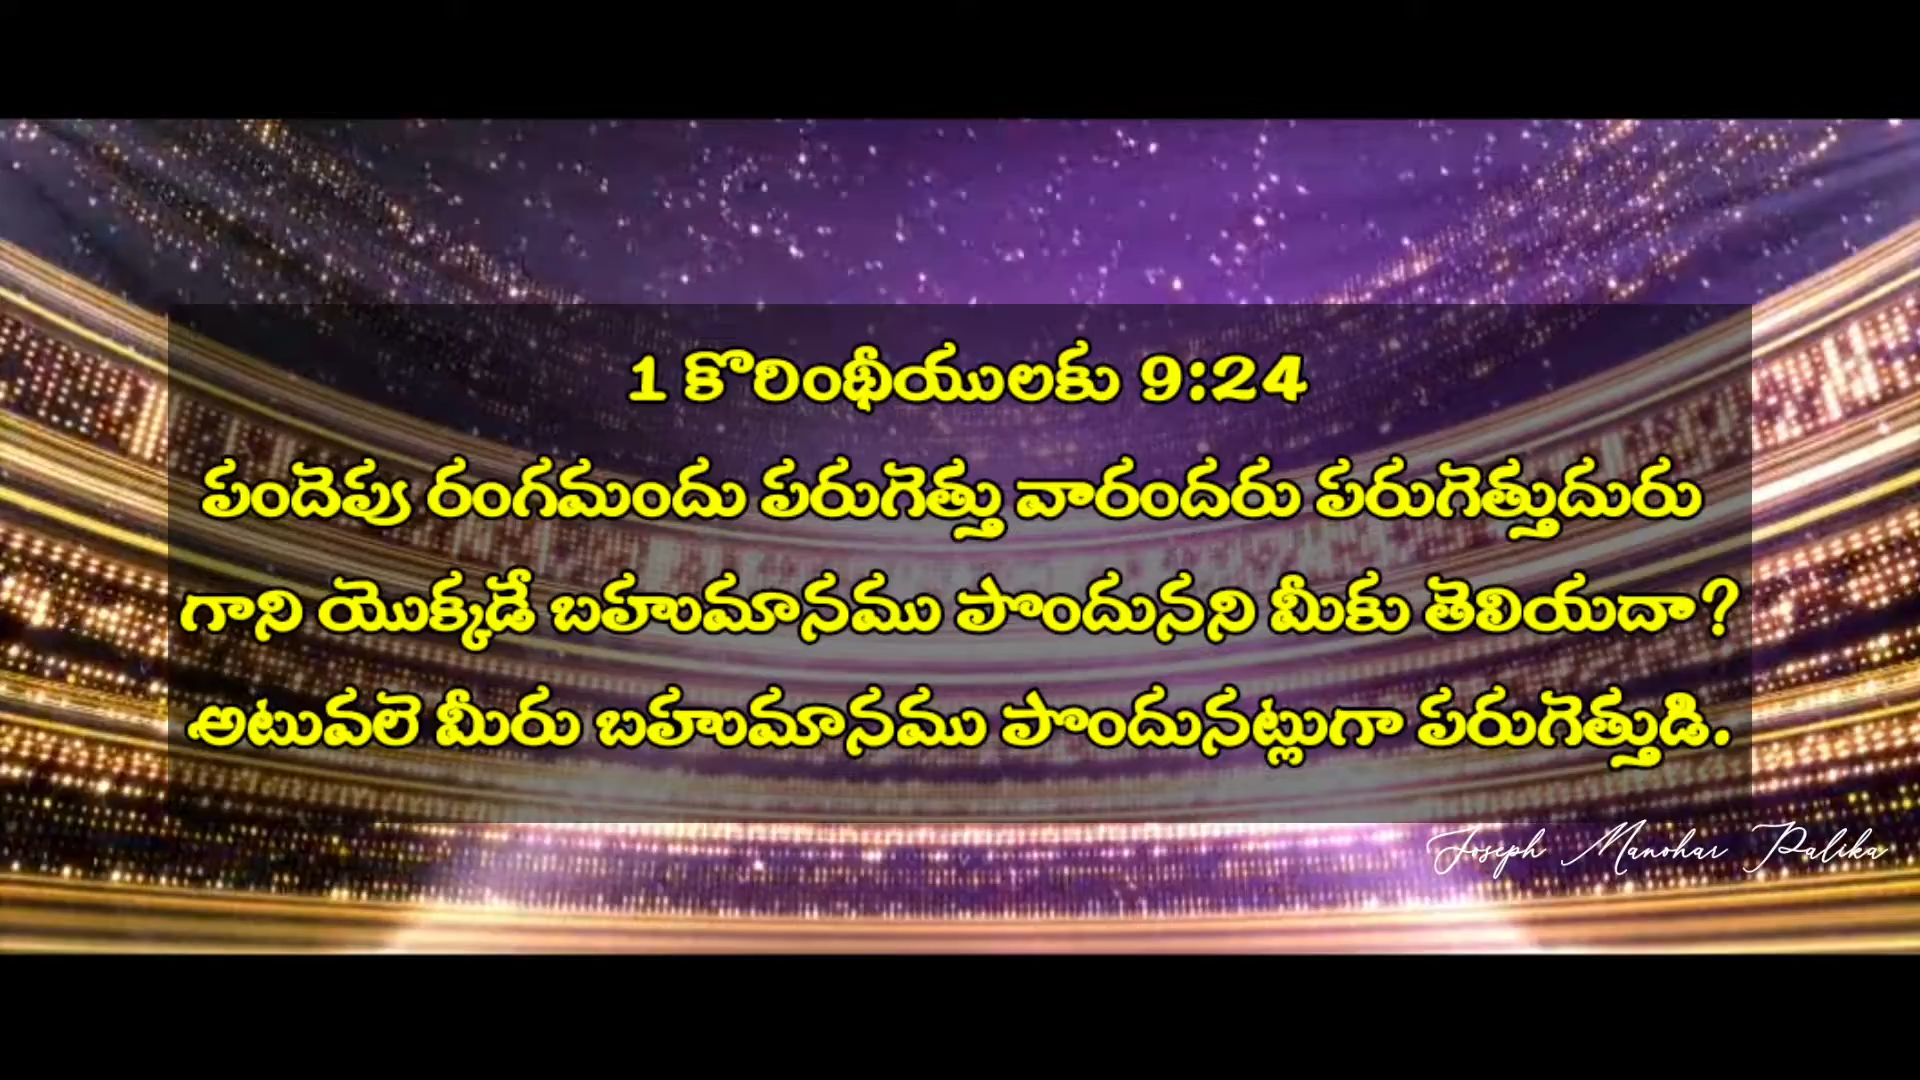 1 కొరింథీయులకు 9:24
పందెపు రంగమందు పరుగెత్తు వారందరు పరుగెత్తుదురు
గాని యొక్కడే బహుమానము పొందునని మీకు తెలియదా?
అటువలె మీరు బహుమానము పొందునట్లుగా పరుగెత్తుడి.
Joseph Manohar Palika